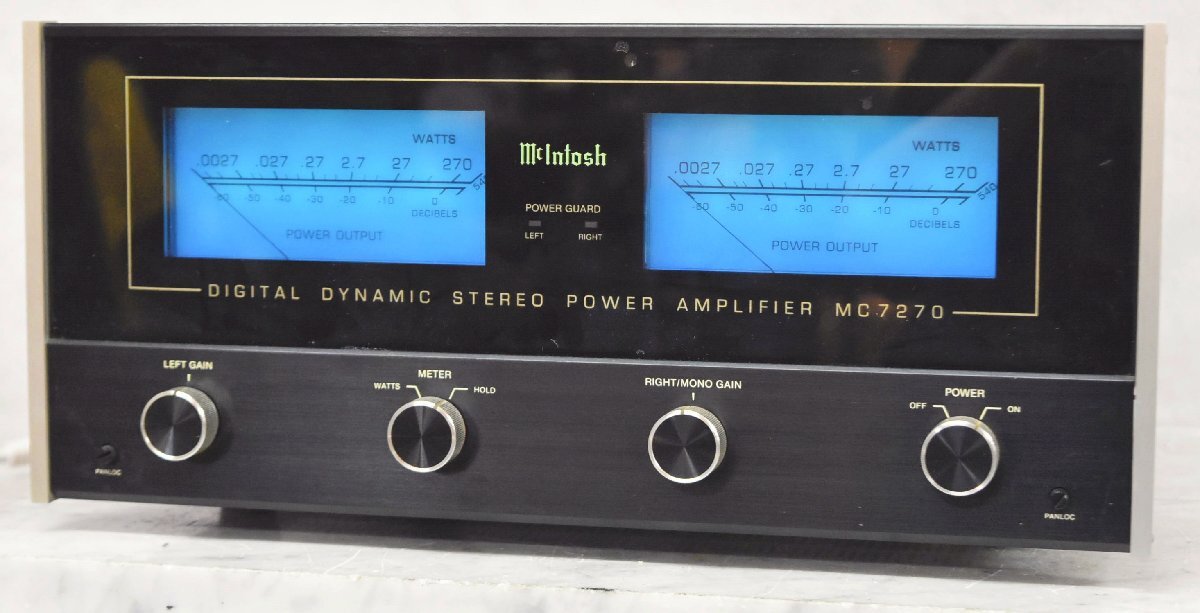 WATTS
.0027 .027 .27 2.7 27 270
540
-60 -50 -40 -30 -20 -10 0
DECIBELS
POWER OUTPUT
McIntosh
POWER GUARD
LEFT RIGHT
WATTS
.0027 .027 .27 2.7 27 270
540
-60 -50 -40 -30 -20 -10 0
DECIBELS
POWER OUTPUT
DIGITAL DYNAMIC STEREO POWER AMPLIFIER MC7270
LEFT GAIN
METER
WATTS HOLD
RIGHT/MONO GAIN
POWER
OFF ON
PANLOC
PANLOC